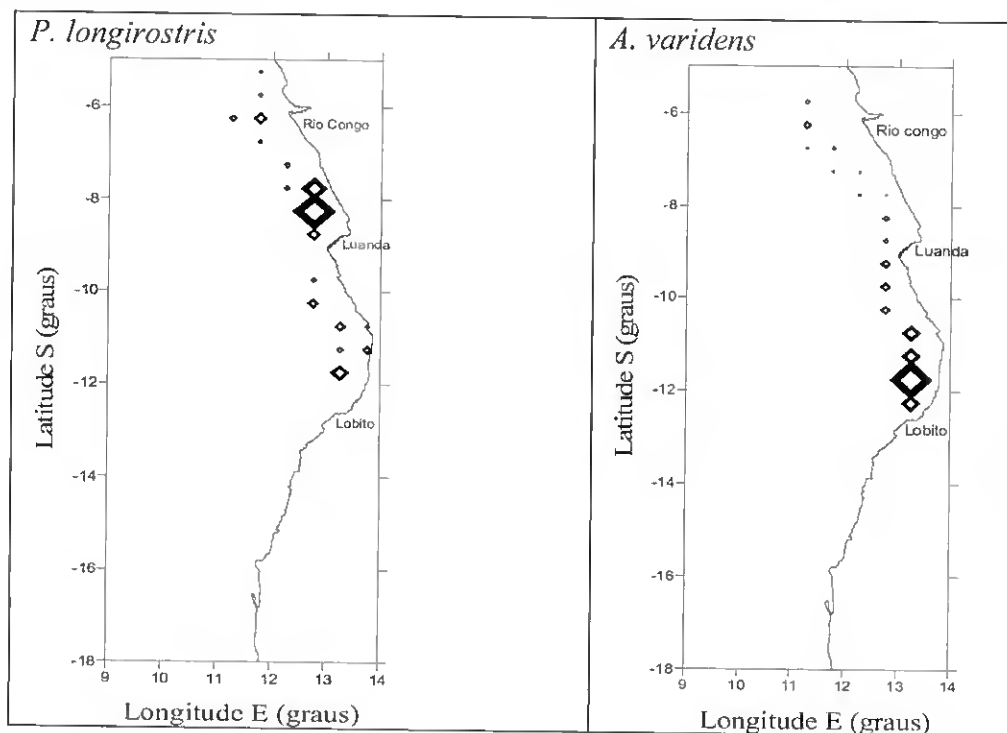 P. longirostris
-6
-8
-10
-12
-14
-16
-18
Latitude S (graus)
Rio Congo
Luanda
Lobito
9 10 11 12 13 14
Longitude E (graus)
A. varidens
-6
-8
-10
-12
-14
-16
-18
Latitude S (graus)
Rio congo
Luanda
Lobito
9 10 11 12 13 14
Longitude E (graus)